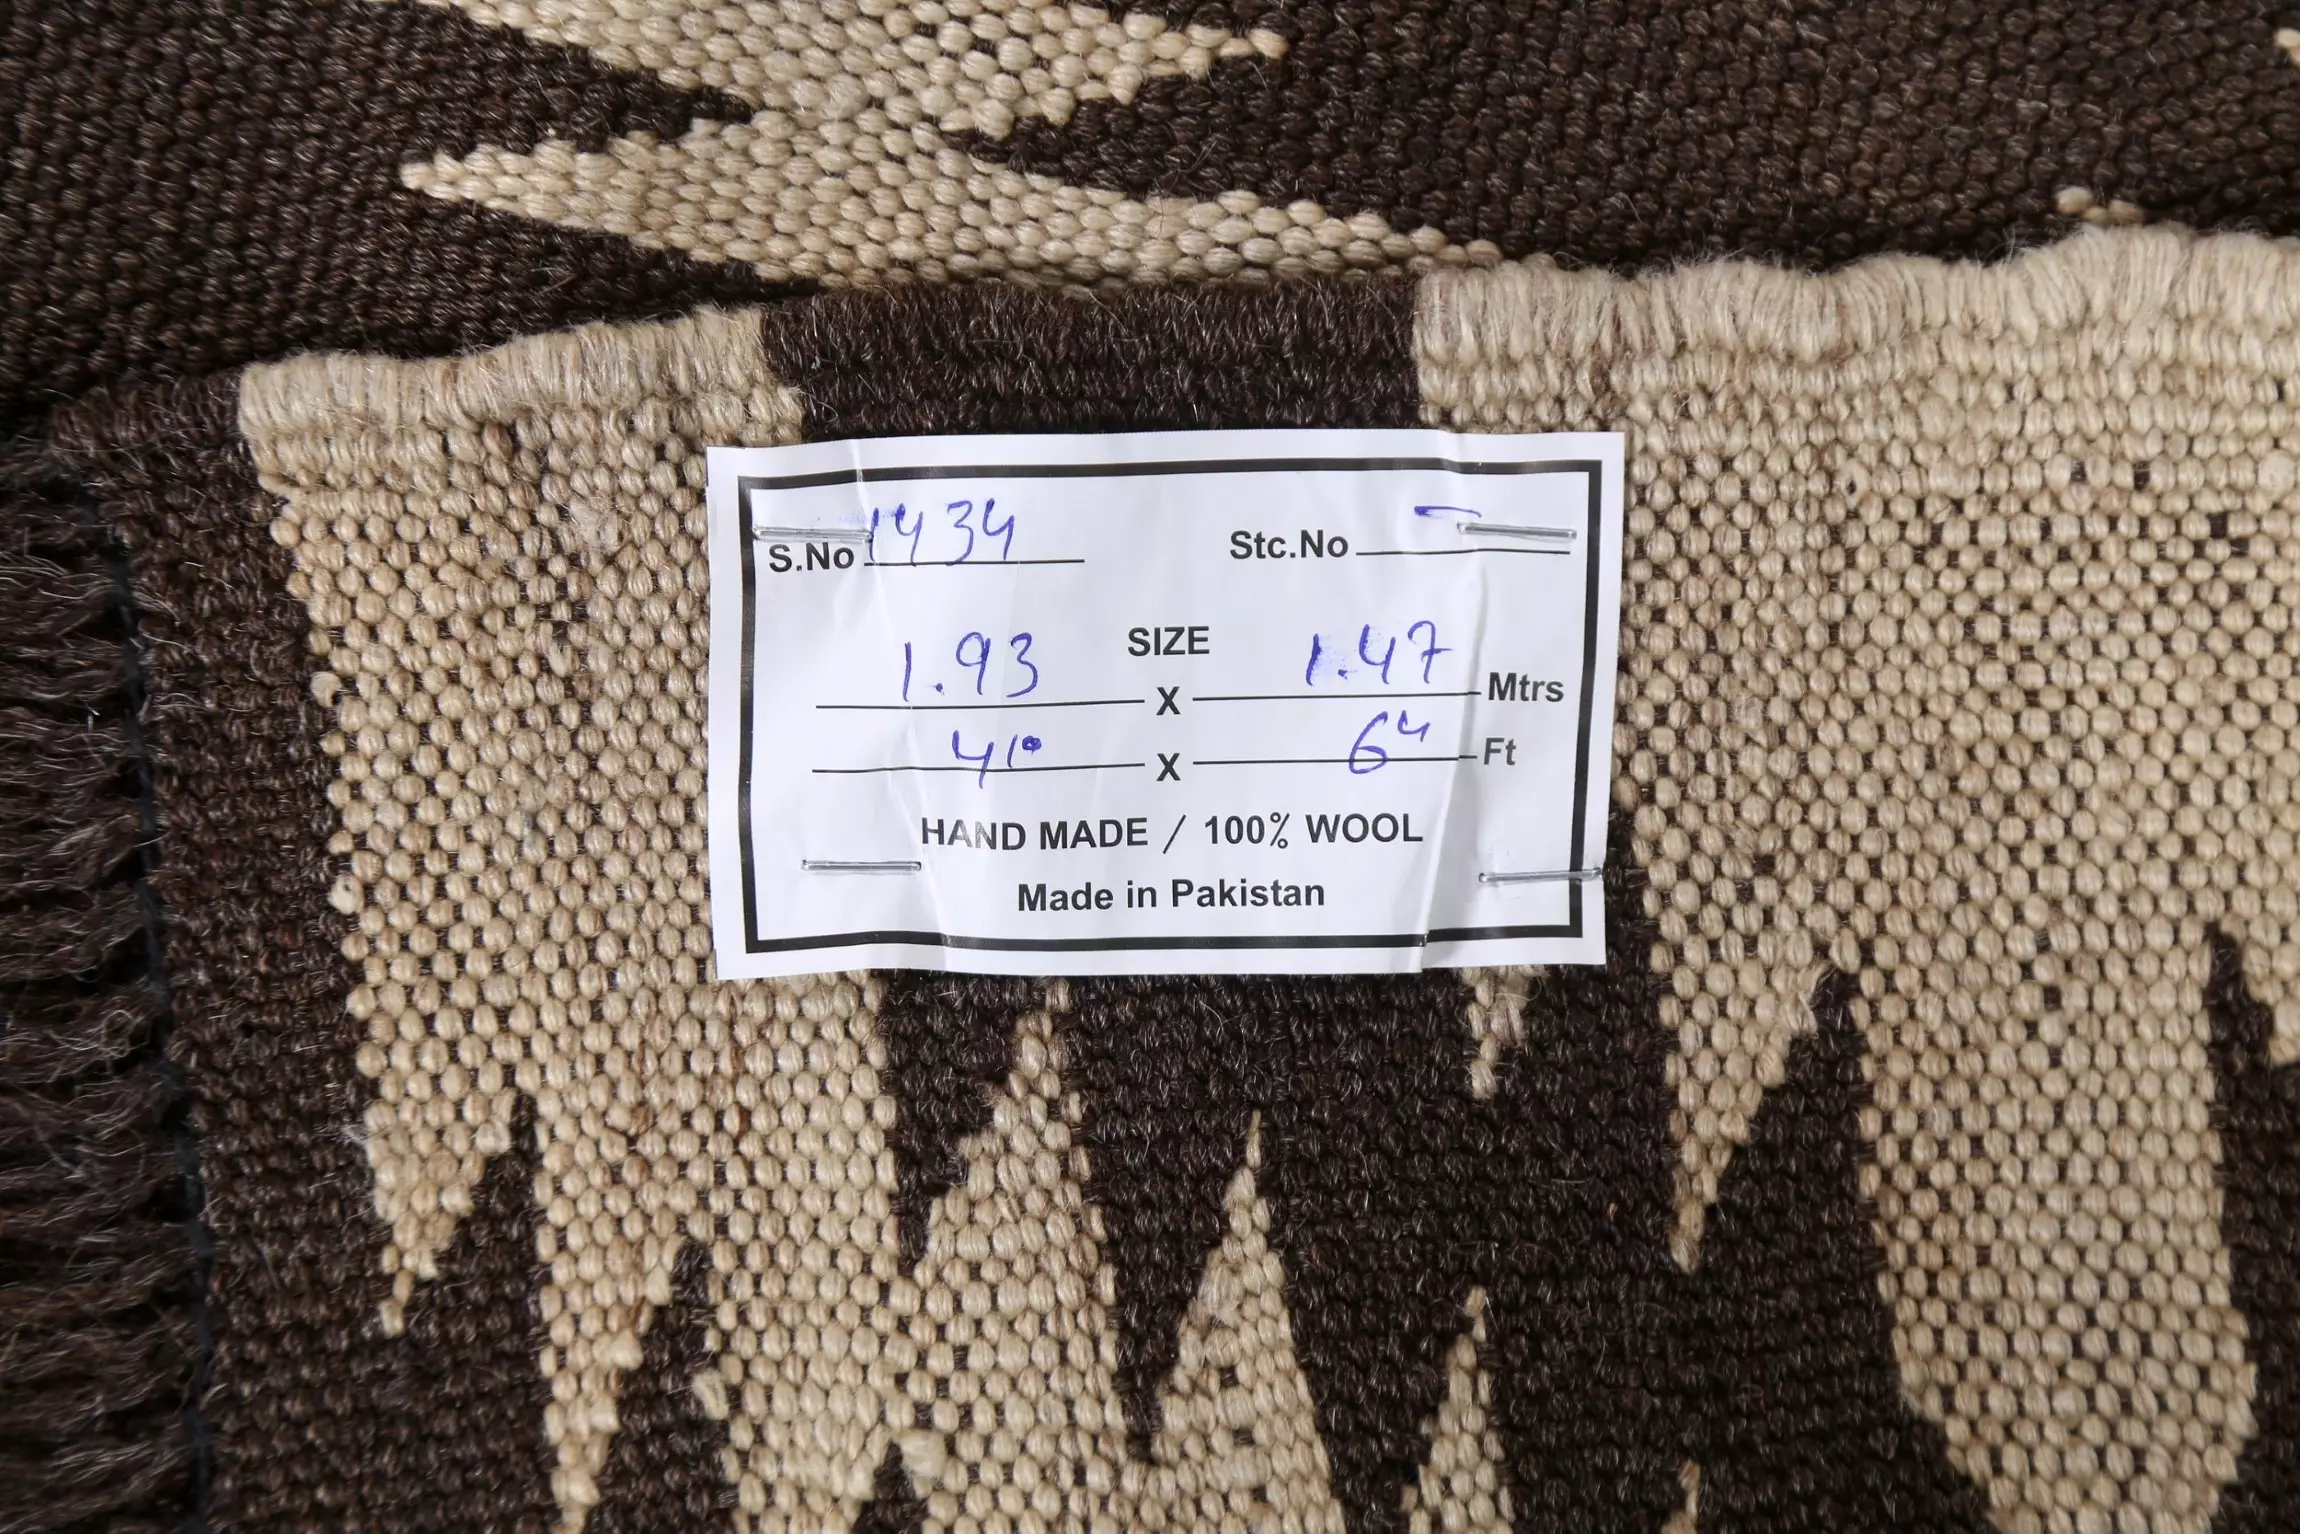 S.No 1434 Stc.No -
SIZE
1.93 X 1.47 Mtrs
4 10 X 6 4 Ft
HAND MADE / 100% WOOL
Made in Pakistan